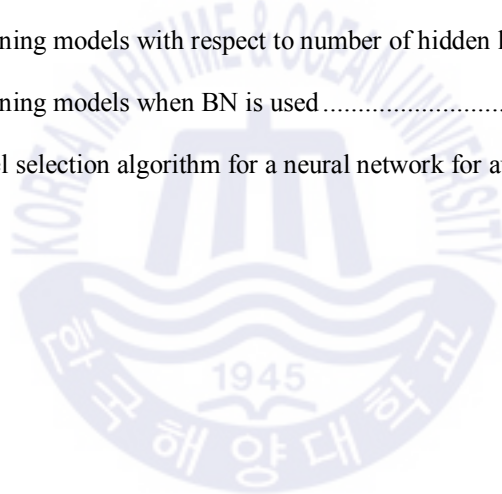 ning models with respect to number of hidden l
ning models when BN is used............................
l selection algorithm for a neural network for a
KOREA MARITIME & OCEAN UNIVERSITY
1945
한국해양대학교